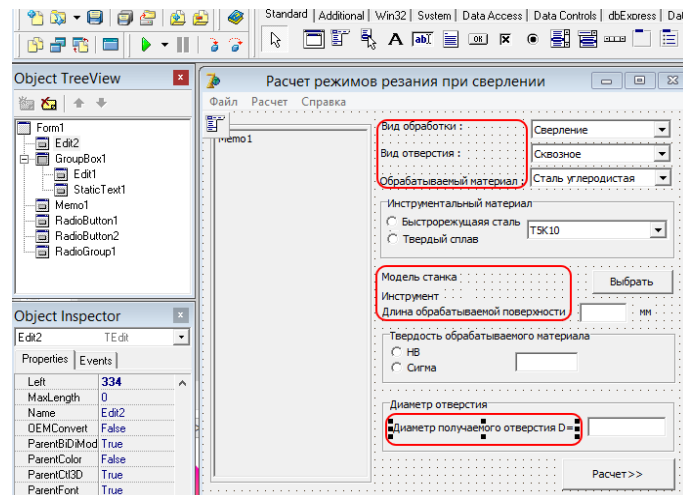 Standard | Additional | Win32 | System | Data Access | Data Controls | dbExpress | Dat
Object TreeView
Form1
Edit2
GroupBox1
Edit1
StaticText1
Memo1
RadioButton1
RadioButton2
RadioGroup1
Object Inspec
Edit2 TEdit
Properties Events
Left 334
MaxLength 0
Name Edit2
OEMConvert False
ParentBiDiMod True
ParentColor False
ParentCtl3D True
ParentFont True
Расчет режимов резания при сверлении
Файл Расчет Справка
Memo1
Вид обработки : Сверление
Вид отверстия : Сквозное
Обрабатываемый материал : Сталь углеродистая
Инструментальный материал
Быстрорежущаяя сталь
Твердый сплав
T5K10
Модель станка
Выбрать
Инструмент
Длина обрабатываемой поверхности мм
Твердость обрабатываемого материала
HB
Сигма
Диаметр отверстия
Диаметр получаемого отверстия D=
Расчет>>